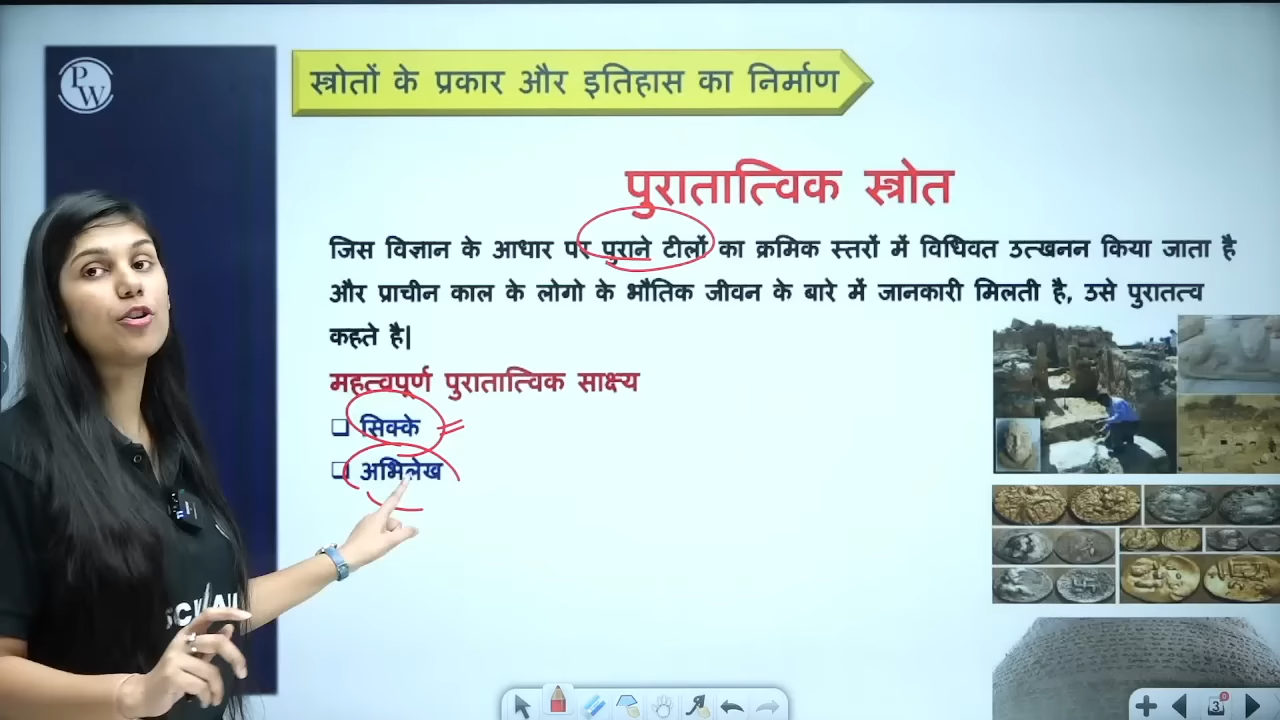 PW
स्त्रोतों के प्रकार और इतिहास का निर्माण
पुरातात्विक स्त्रोत
जिस विज्ञान के आधार पर पुराने टीलों का क्रमिक स्तरों में विधिवत उत्खनन किया जाता है
और प्राचीन काल के लोगो के भौतिक जीवन के बारे में जानकारी मिलती है, उसे पुरातत्व
कहते है|
महत्वपूर्ण पुरातात्विक साक्ष्य
सिक्के
अभिलेख
3